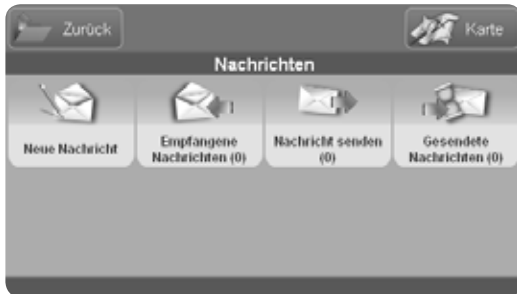 Zurück
Karte
Nachrichten
Neue Nachricht
Empfangene
Nachrichten (0)
Nachricht senden
(0)
Gesendete
Nachrichten (0)